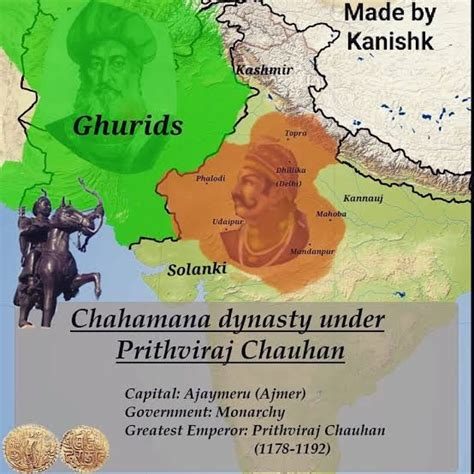 Made by
Kanishk
Kashmir
Ghurids
Topra
Dhillika
(Delhi)
Phalodi
Kannauj
Mahoba
Udaipur
Mandanpur
Solanki
Chahamana dynasty under
Prithviraj Chauhan
Capital: Ajaymeru (Ajmer)
Government: Monarchy
Greatest Emperor: Prithviraj Chauhan
(1178-1192)